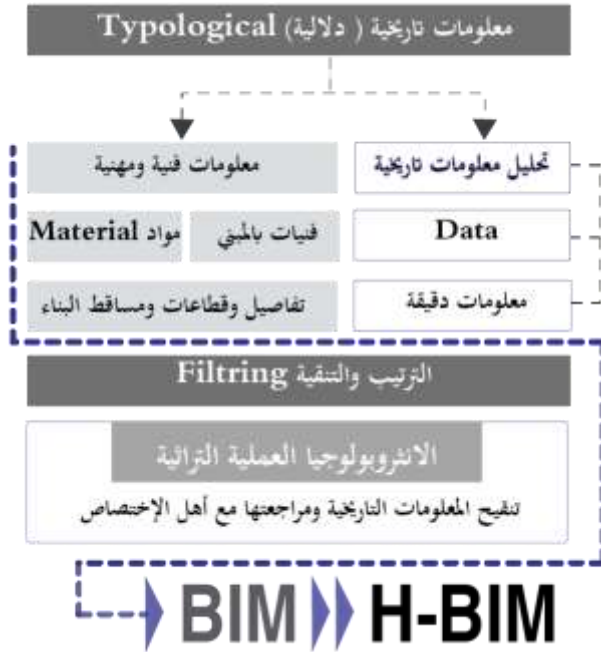 معلومات تاريخية ( دلالية) Typological
تحليل معلومات تاريخية
معلومات فنية ومهنية
Data
فنيات بالمبني
مواد Material
معلومات دقيقة
تفاصيل وقطاعات ومساقط البناء
الترتيب والتنقية Filtring
الانثروبولوجيا العملية التراثية
تنقيح المعلومات التاريخية ومراجعتها مع أهل الإختصاص
BIM H-BIM